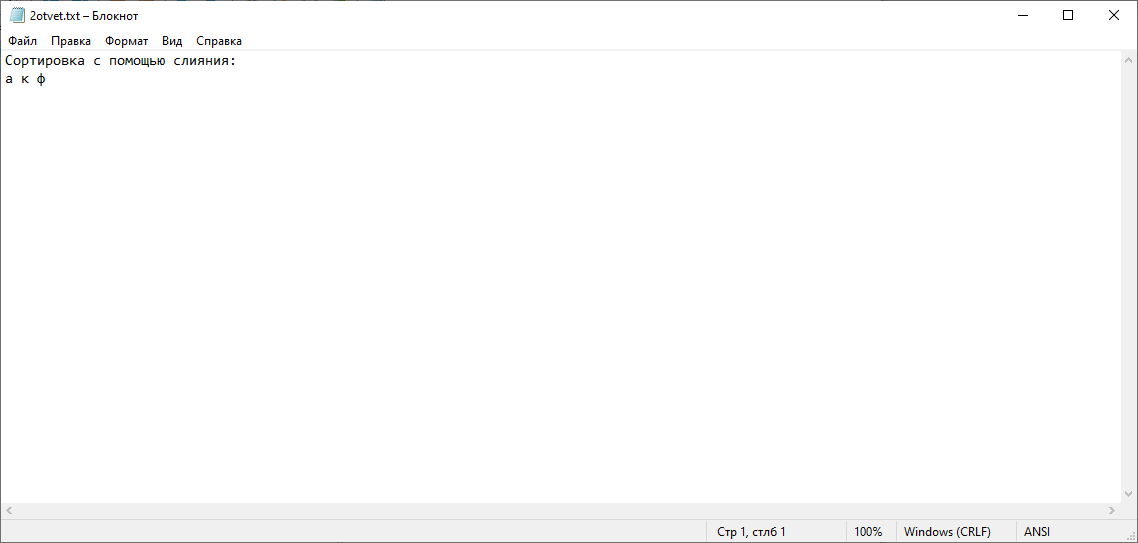 2otvet.txt – Блокнот
Файл Правка Формат Вид Справка
Сортировка с помощью слияния:
а к ф
Стр 1, стлб 1 100% Windows (CRLF) ANSI